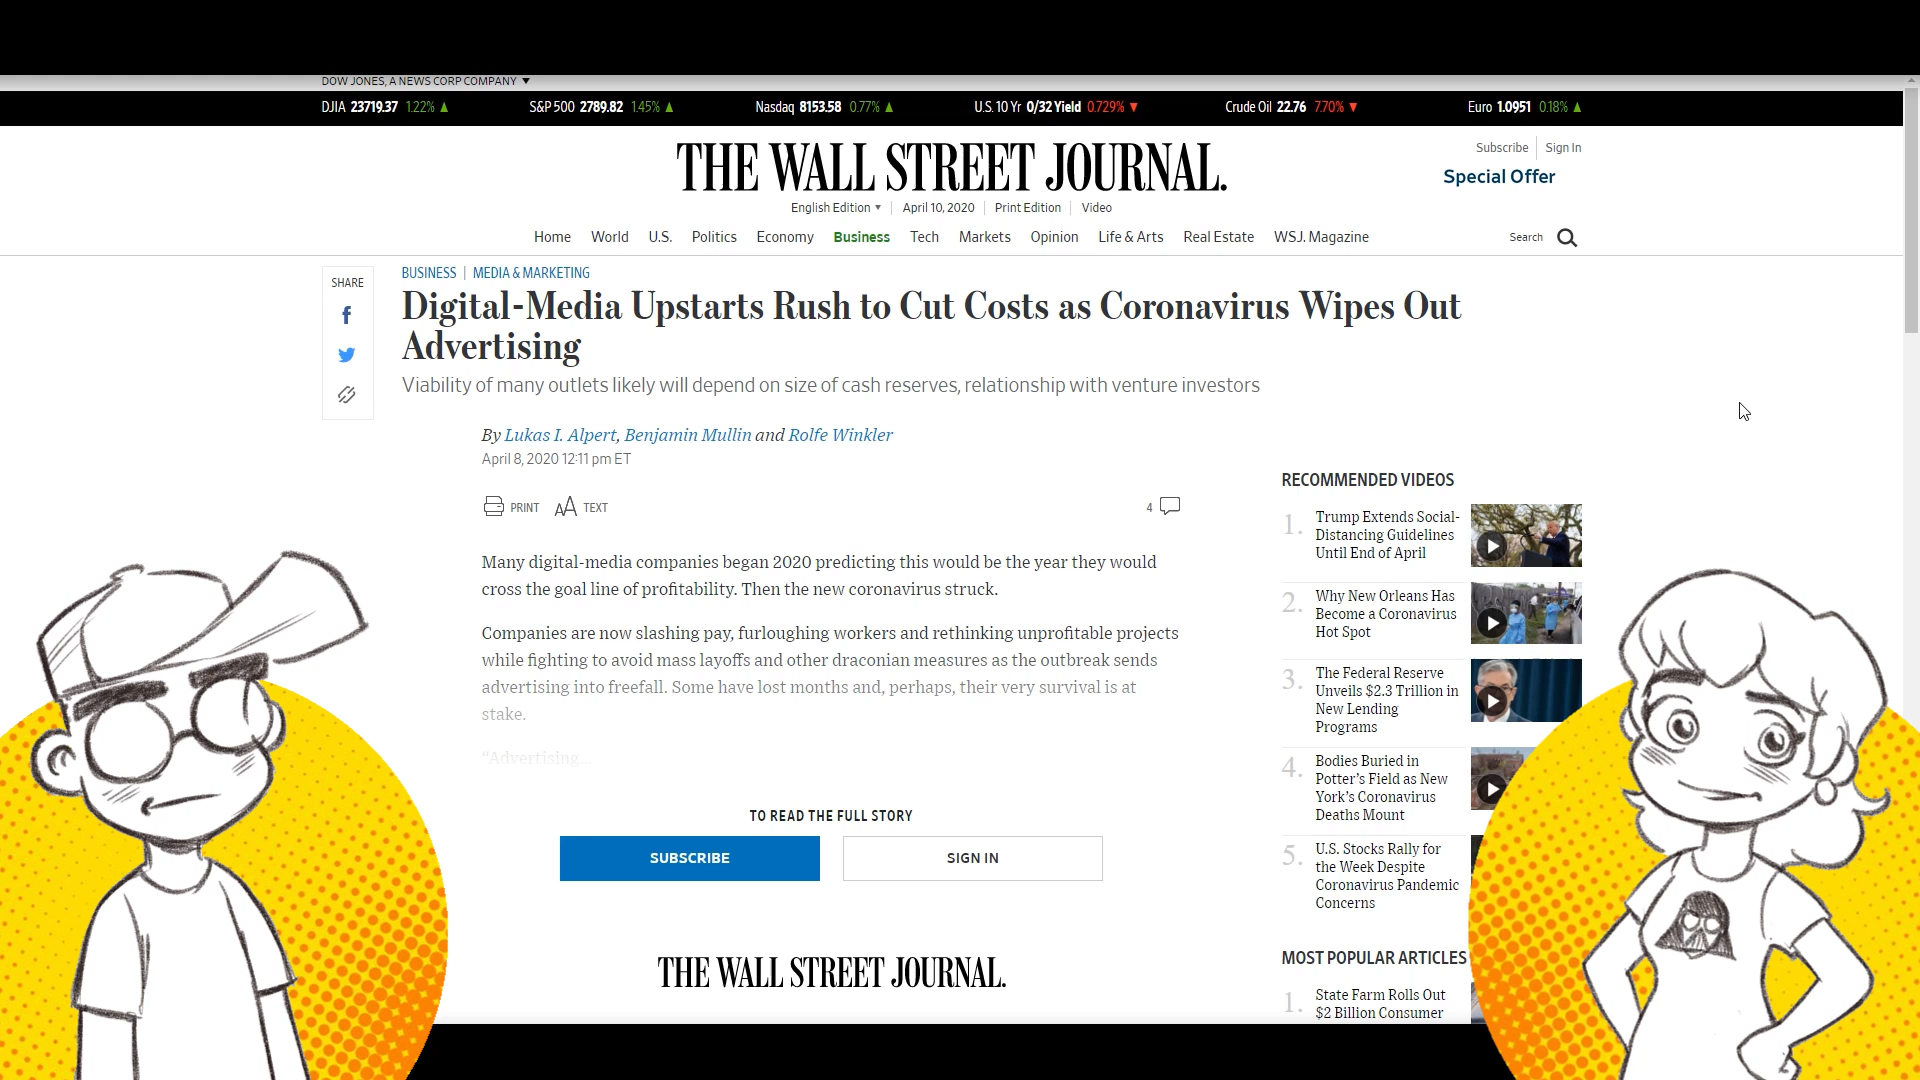 DOW JONES, A NEWS CORP COMPANY ▼
DJIA 23719.37 1.22% ▲ S&P 500 2789.82 1.45% ▲ Nasdaq 8153.58 0.77% ▲ U.S. 10 Yr 0/32 Yield 0.729% ▼ Crude Oil 22.76 7.70% ▼ Euro 1.0951 0.18% ▲
THE WALL STREET JOURNAL.
Subscribe Sign In
Special Offer
English Edition ▾ April 10, 2020 Print Edition Video
Home World U.S. Politics Economy Business Tech Markets Opinion Life & Arts Real Estate WSJ. Magazine Search
SHARE
BUSINESS | MEDIA & MARKETING
Digital-Media Upstarts Rush to Cut Costs as Coronavirus Wipes Out
Advertising
Viability of many outlets likely will depend on size of cash reserves, relationship with venture investors
By Lukas I. Alpert, Benjamin Mullin and Rolfe Winkler
April 8, 2020 12:11 pm ET
PRINT AA TEXT 4
Many digital-media companies began 2020 predicting this would be the year they would
cross the goal line of profitability. Then the new coronavirus struck.
Companies are now slashing pay, furloughing workers and rethinking unprofitable projects
while fighting to avoid mass layoffs and other draconian measures as the outbreak sends
advertising into freefall. Some have lost months and, perhaps, their very survival is at
stake.
“Advertising...
TO READ THE FULL STORY
SUBSCRIBE SIGN IN
THE WALL STREET JOURNAL.
RECOMMENDED VIDEOS
1. Trump Extends Social-
Distancing Guidelines
Until End of April
2. Why New Orleans Has
Become a Coronavirus
Hot Spot
3. The Federal Reserve
Unveils $2.3 Trillion in
New Lending
Programs
4. Bodies Buried in
Potter’s Field as New
York’s Coronavirus
Deaths Mount
5. U.S. Stocks Rally for
the Week Despite
Coronavirus Pandemic
Concerns
MOST POPULAR ARTICLES
1. State Farm Rolls Out
$2 Billion Consumer